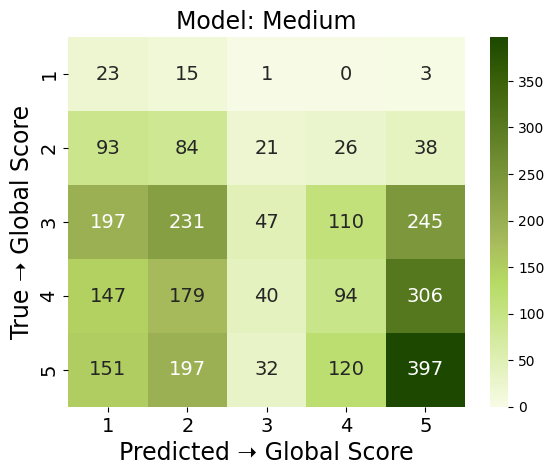 Model: Medium
1 23 15 1 0 3
2 93 84 21 26 38
3 197 231 47 110 245
4 147 179 40 94 306
5 151 197 32 120 397
1 2 3 4 5
True → Global Score
Predicted → Global Score
350
300
250
200
150
100
50
0